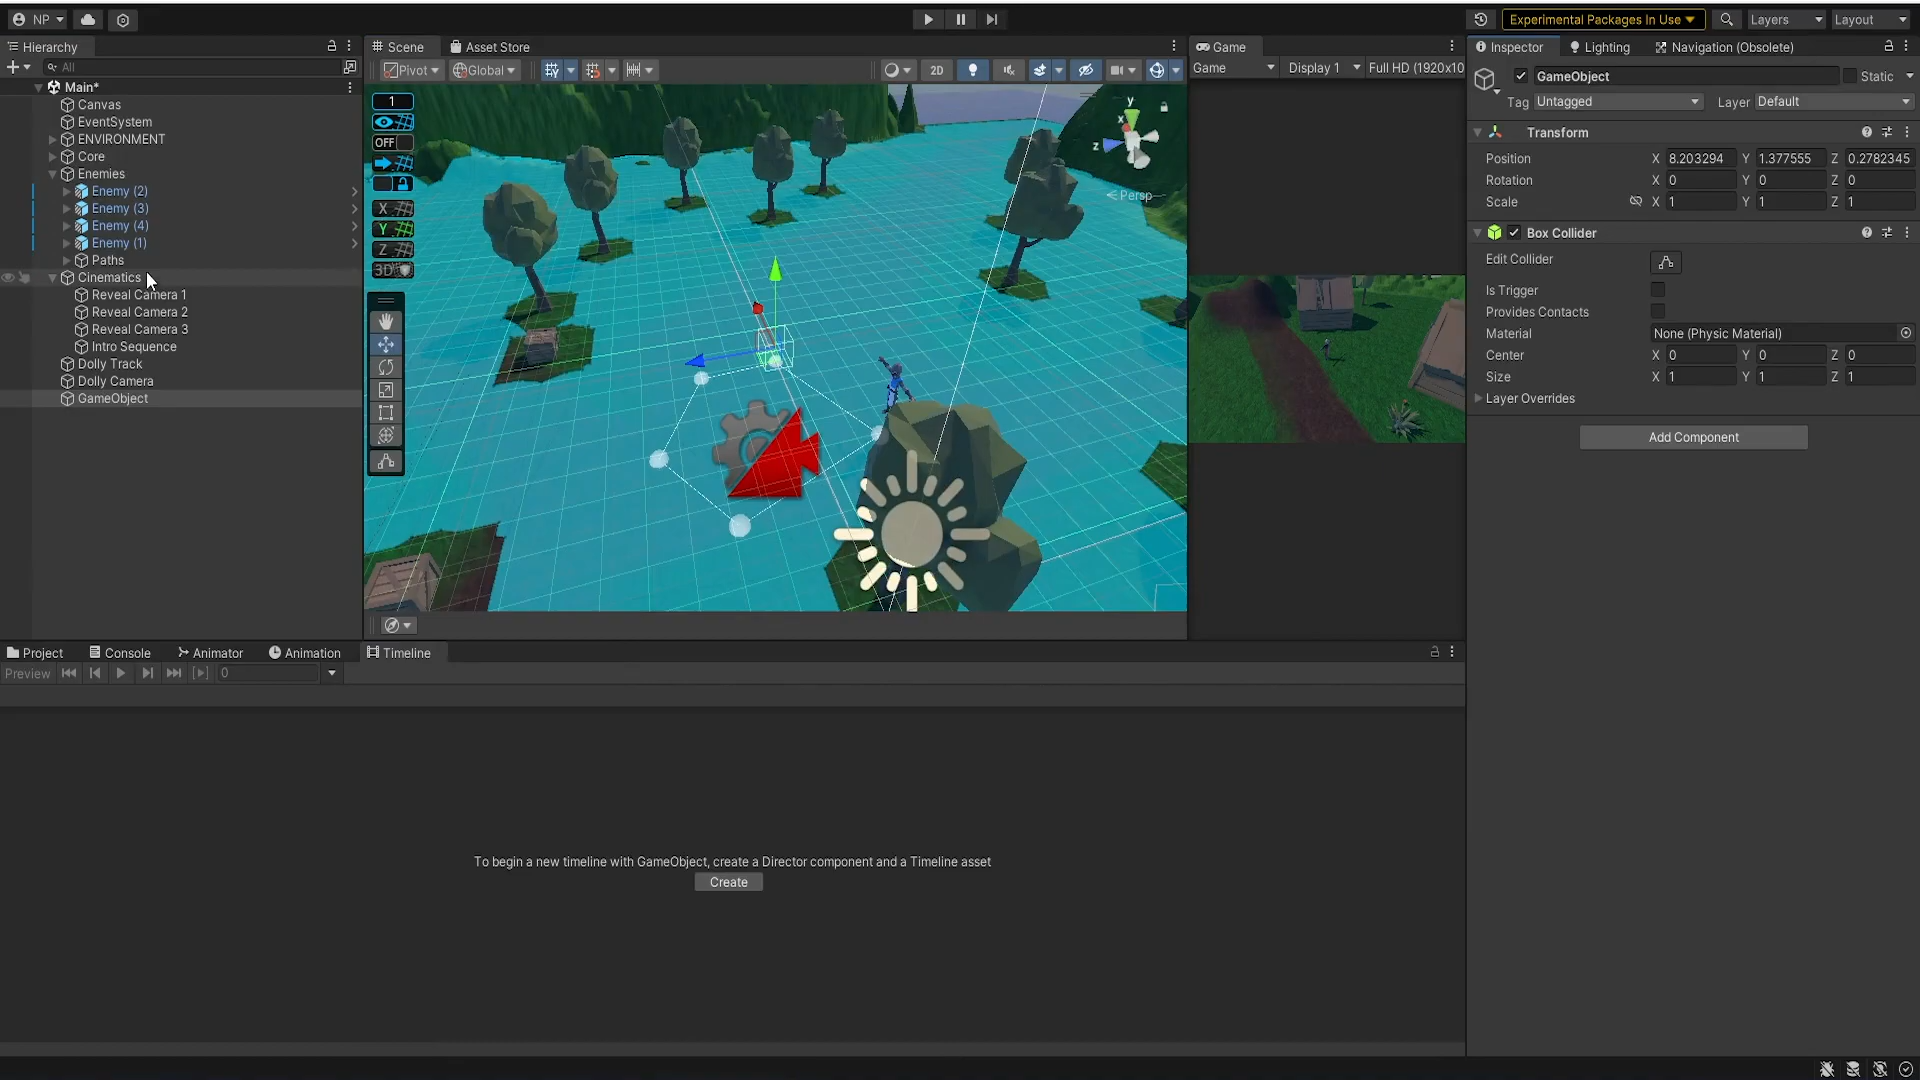 NP
Experimental Packages In Use
Layers
Layout
Hierarchy
All
Main*
Canvas
EventSystem
ENVIRONMENT
Core
Enemies
Enemy (2)
Enemy (3)
Enemy (4)
Enemy (1)
Paths
Cinematics
Reveal Camera 1
Reveal Camera 2
Reveal Camera 3
Intro Sequence
Dolly Track
Dolly Camera
GameObject
Scene
Asset Store
Pivot
Global
2D
1
OFF
X
Y
Z
3D
y
x
z
Persp
Game
Game
Display 1
Full HD (1920x10
Inspector
Lighting
Navigation (Obsolete)
GameObject
Static
Tag Untagged
Layer Default
Transform
Position X 8.203294 Y 1.377555 Z 0.2782345
Rotation X 0 Y 0 Z 0
Scale X 1 Y 1 Z 1
Box Collider
Edit Collider
Is Trigger
Provides Contacts
Material None (Physic Material)
Center X 0 Y 0 Z 0
Size X 1 Y 1 Z 1
Layer Overrides
Add Component
Project
Console
Animator
Animation
Timeline
Preview
0
To begin a new timeline with GameObject, create a Director component and a Timeline asset
Create